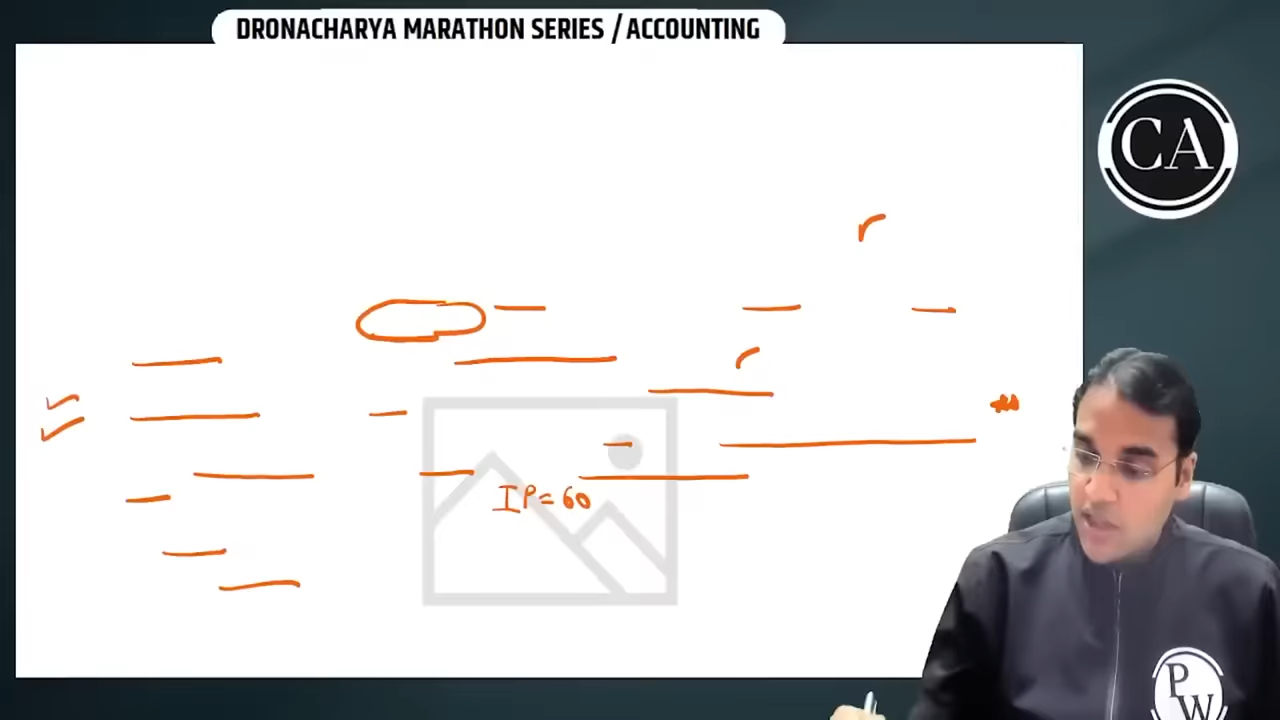 DRONACHARYA MARATHON SERIES / ACCOUNTING
CA
IP = 60
PW